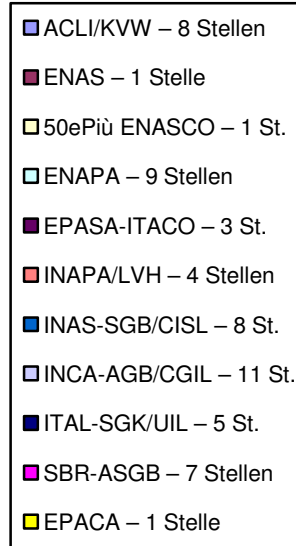 ACLI/KVW – 8 Stellen
ENAS – 1 Stelle
50ePiù ENASCO – 1 St.
ENAPA – 9 Stellen
EPASA-ITACO – 3 St.
INAPA/LVH – 4 Stellen
INAS-SGB/CISL – 8 St.
INCA-AGB/CGIL – 11 St.
ITAL-SGK/UIL – 5 St.
SBR-ASGB – 7 Stellen
EPACA – 1 Stelle